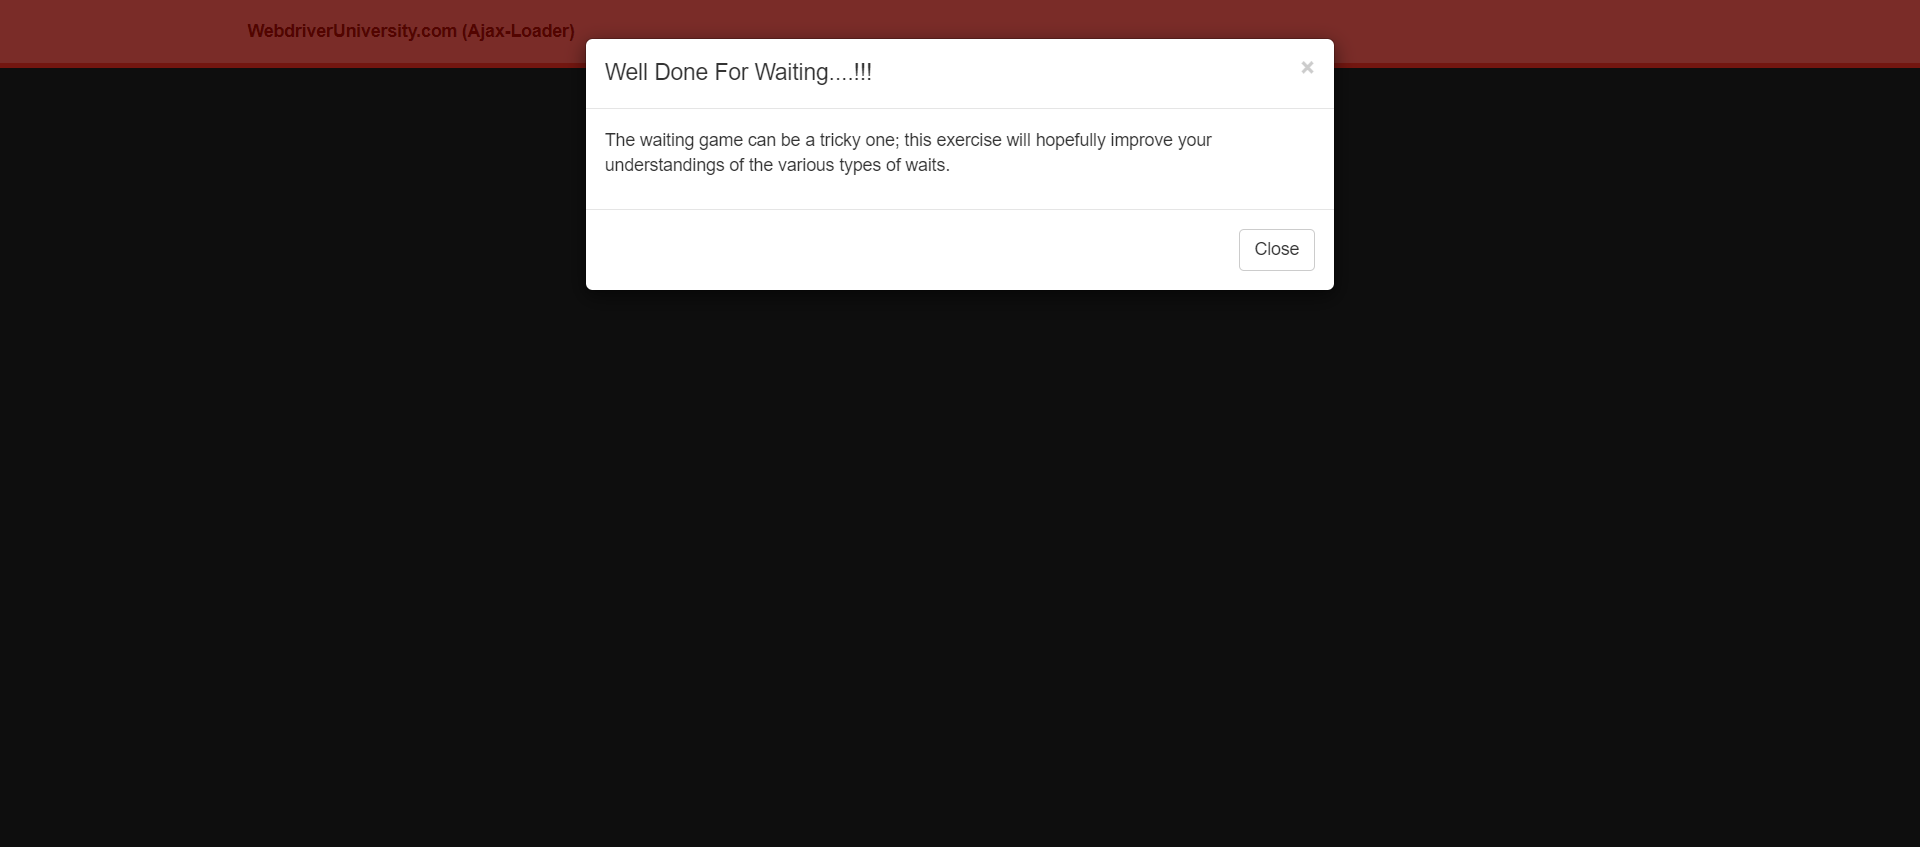 WebdriverUniversity.com (Ajax-Loader)
Well Done For Waiting....!!!
×
The waiting game can be a tricky one; this exercise will hopefully improve your
understandings of the various types of waits.
Close